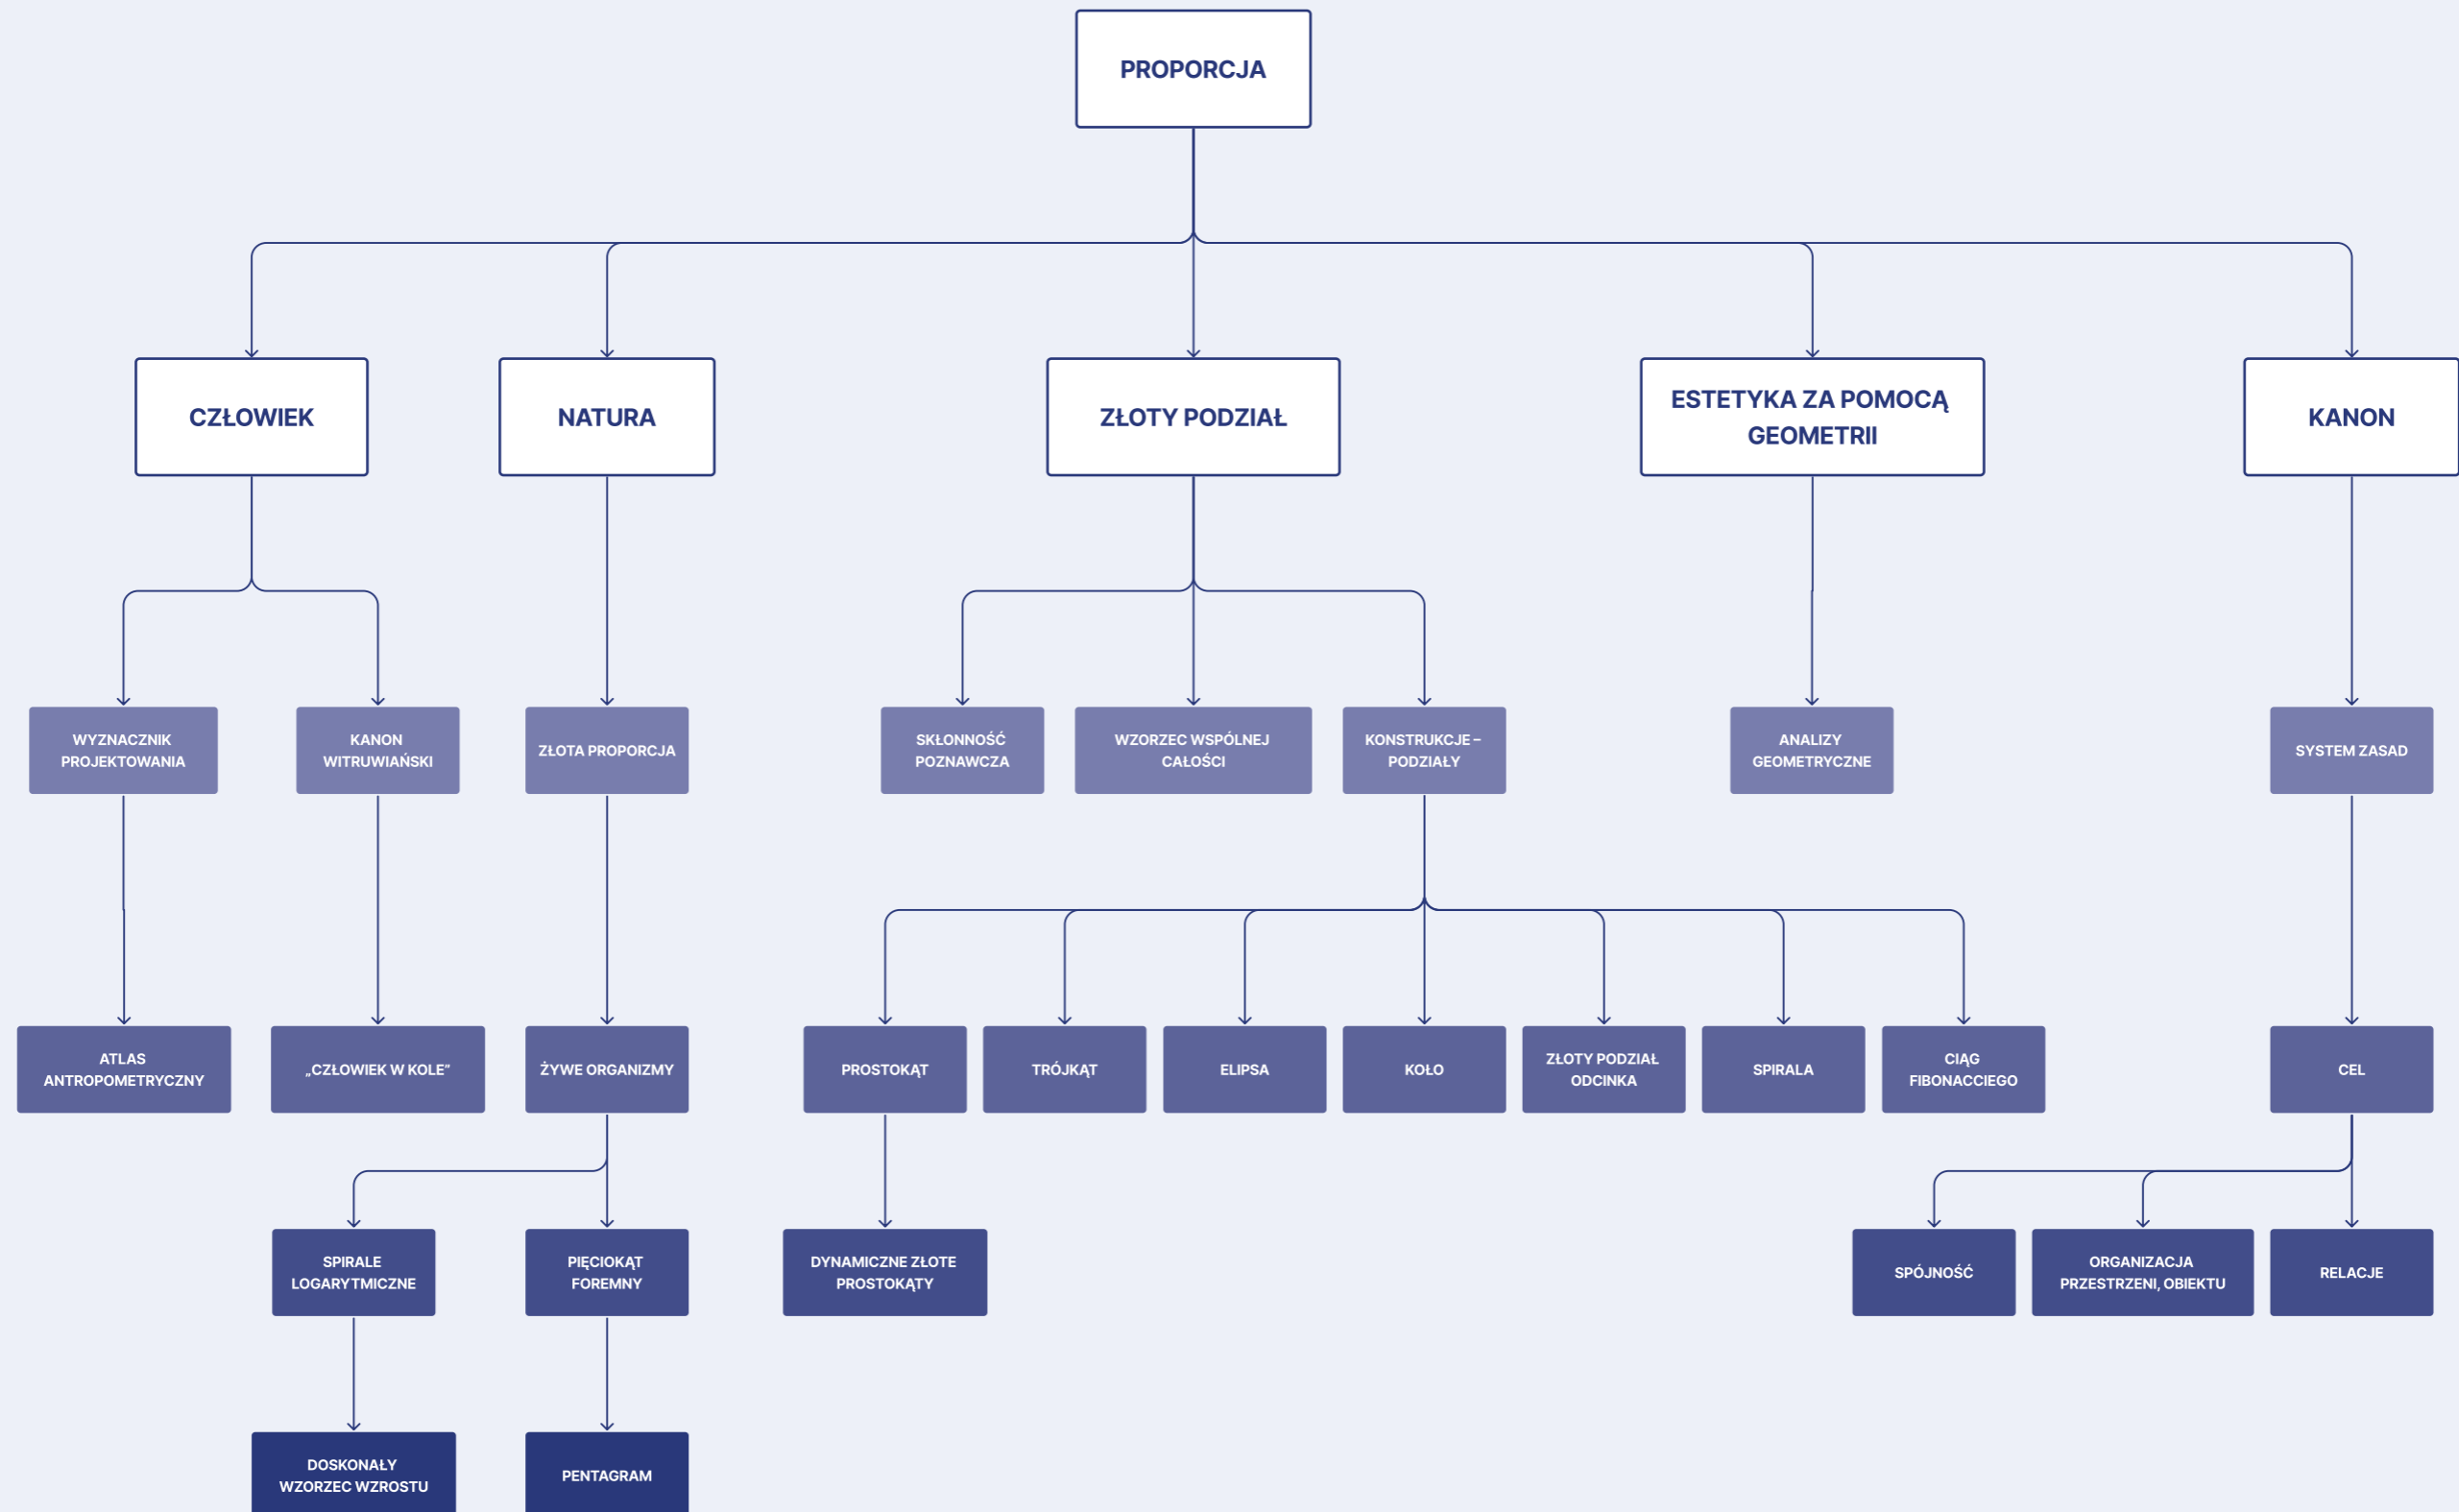 PROPORCJA
CZŁOWIEK
NATURA
ZŁOTY PODZIAŁ
ESTETYKA ZA POMOCĄ
GEOMETRII
KANON
WYZNACZNIK
PROJEKTOWANIA
KANON
WITRUWIAŃSKI
ZŁOTA PROPORCJA
SKŁONNOŚĆ
POZNAWCZA
WZORZEC WSPÓLNEJ
CAŁOŚCI
KONSTRUKCJE –
PODZIAŁY
ANALIZY
GEOMETRYCZNE
SYSTEM ZASAD
ATLAS
ANTROPOMETRYCZNY
„CZŁOWIEK W KOLE”
ŻYWE ORGANIZMY
PROSTOKĄT
TRÓJKĄT
ELIPSA
KOŁO
ZŁOTY PODZIAŁ
ODCINKA
SPIRALA
CIĄG
FIBONACCIEGO
CEL
SPIRALE
LOGARYTMICZNE
PIĘCIOKĄT
FOREMNY
DYNAMICZNE ZŁOTE
PROSTOKĄTY
SPÓJNOŚĆ
ORGANIZACJA
PRZESTRZENI, OBIEKTU
RELACJE
DOSKONAŁY
WZORZEC WZROSTU
PENTAGRAM